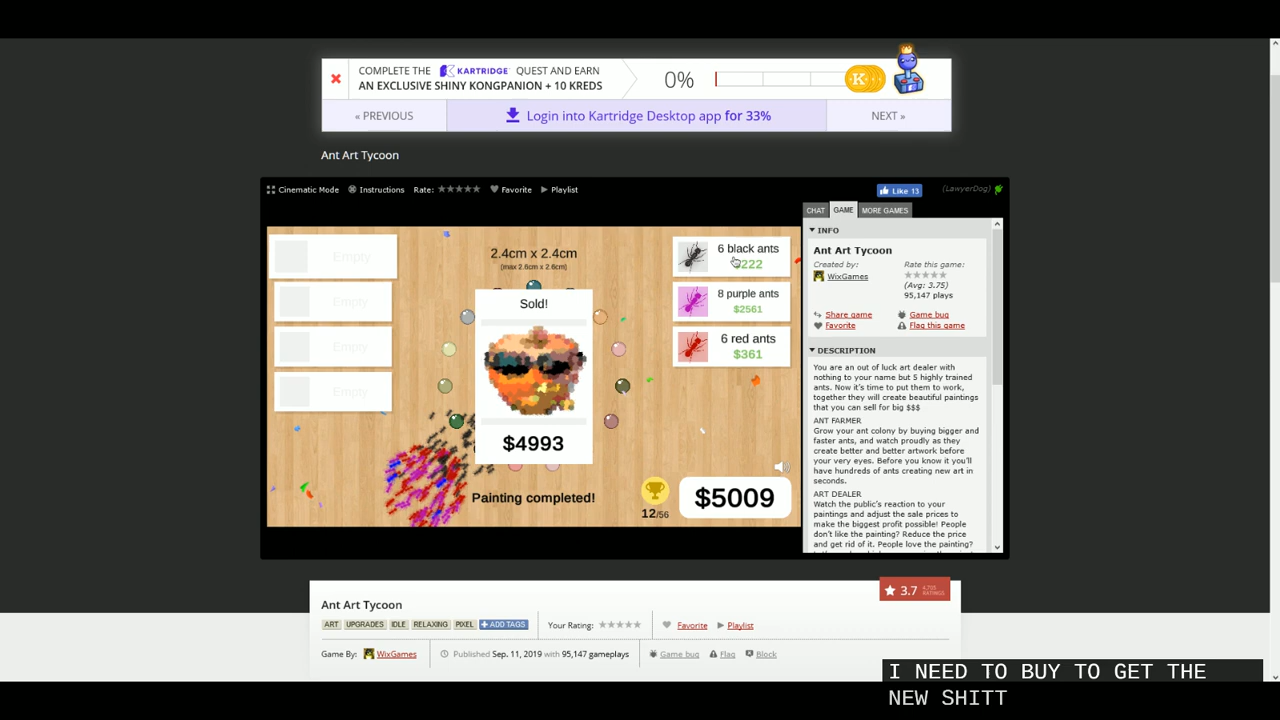 COMPLETE THE KARTRIDGE QUEST AND EARN
AN EXCLUSIVE SHINY KONGPANION + 10 KREDS
0%
K
« PREVIOUS
Login into Kartridge Desktop app for 33%
NEXT »
Ant Art Tycoon
Cinematic Mode
Instructions
Rate:
Favorite
Playlist
Like 13
(LawyerDog)
CHAT
GAME
MORE GAMES
Empty
Empty
Empty
Empty
2.4cm x 2.4cm
(max 2.6cm x 2.6cm)
Sold!
$4993
Painting completed!
6 black ants
$222
8 purple ants
$2561
6 red ants
$361
12/56
$5009
INFO
Ant Art Tycoon
Created by:
WixGames
Rate this game:
(Avg: 3.75)
95,147 plays
Share game
Favorite
Game bug
Flag this game
DESCRIPTION
You are an out of luck art dealer with
nothing to your name but 5 highly trained
ants. Now it's time to put them to work,
together they will create beautiful paintings
that you can sell for big $$$
ANT FARMER
Grow your ant colony by buying bigger and
faster ants, and watch proudly as they
create better and better artwork before
your very eyes. Before you know it you'll
have hundreds of ants creating new art in
seconds.
ART DEALER
Watch the public's reaction to your
paintings and adjust the sale prices to
make the biggest profit possible! People
don't like the painting? Reduce the price
and get rid of it. People love the painting?
Ant Art Tycoon
3.7
RATINGS
ART
UPGRADES
IDLE
RELAXING
PIXEL
ADD TAGS
Your Rating:
Favorite
Playlist
Game By:
WixGames
Published Sep. 11, 2019 with 95,147 gameplays
Game bug
Flag
Block
I NEED TO BUY TO GET THE
NEW SHITT